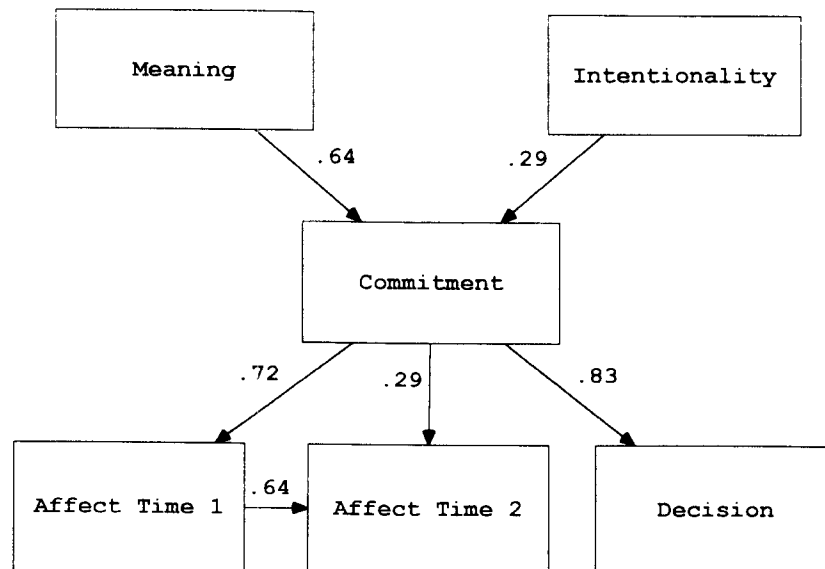 Meaning
Intentionality
.64
.29
Commitment
.72
.29
.83
Affect Time 1
.64
Affect Time 2
Decision